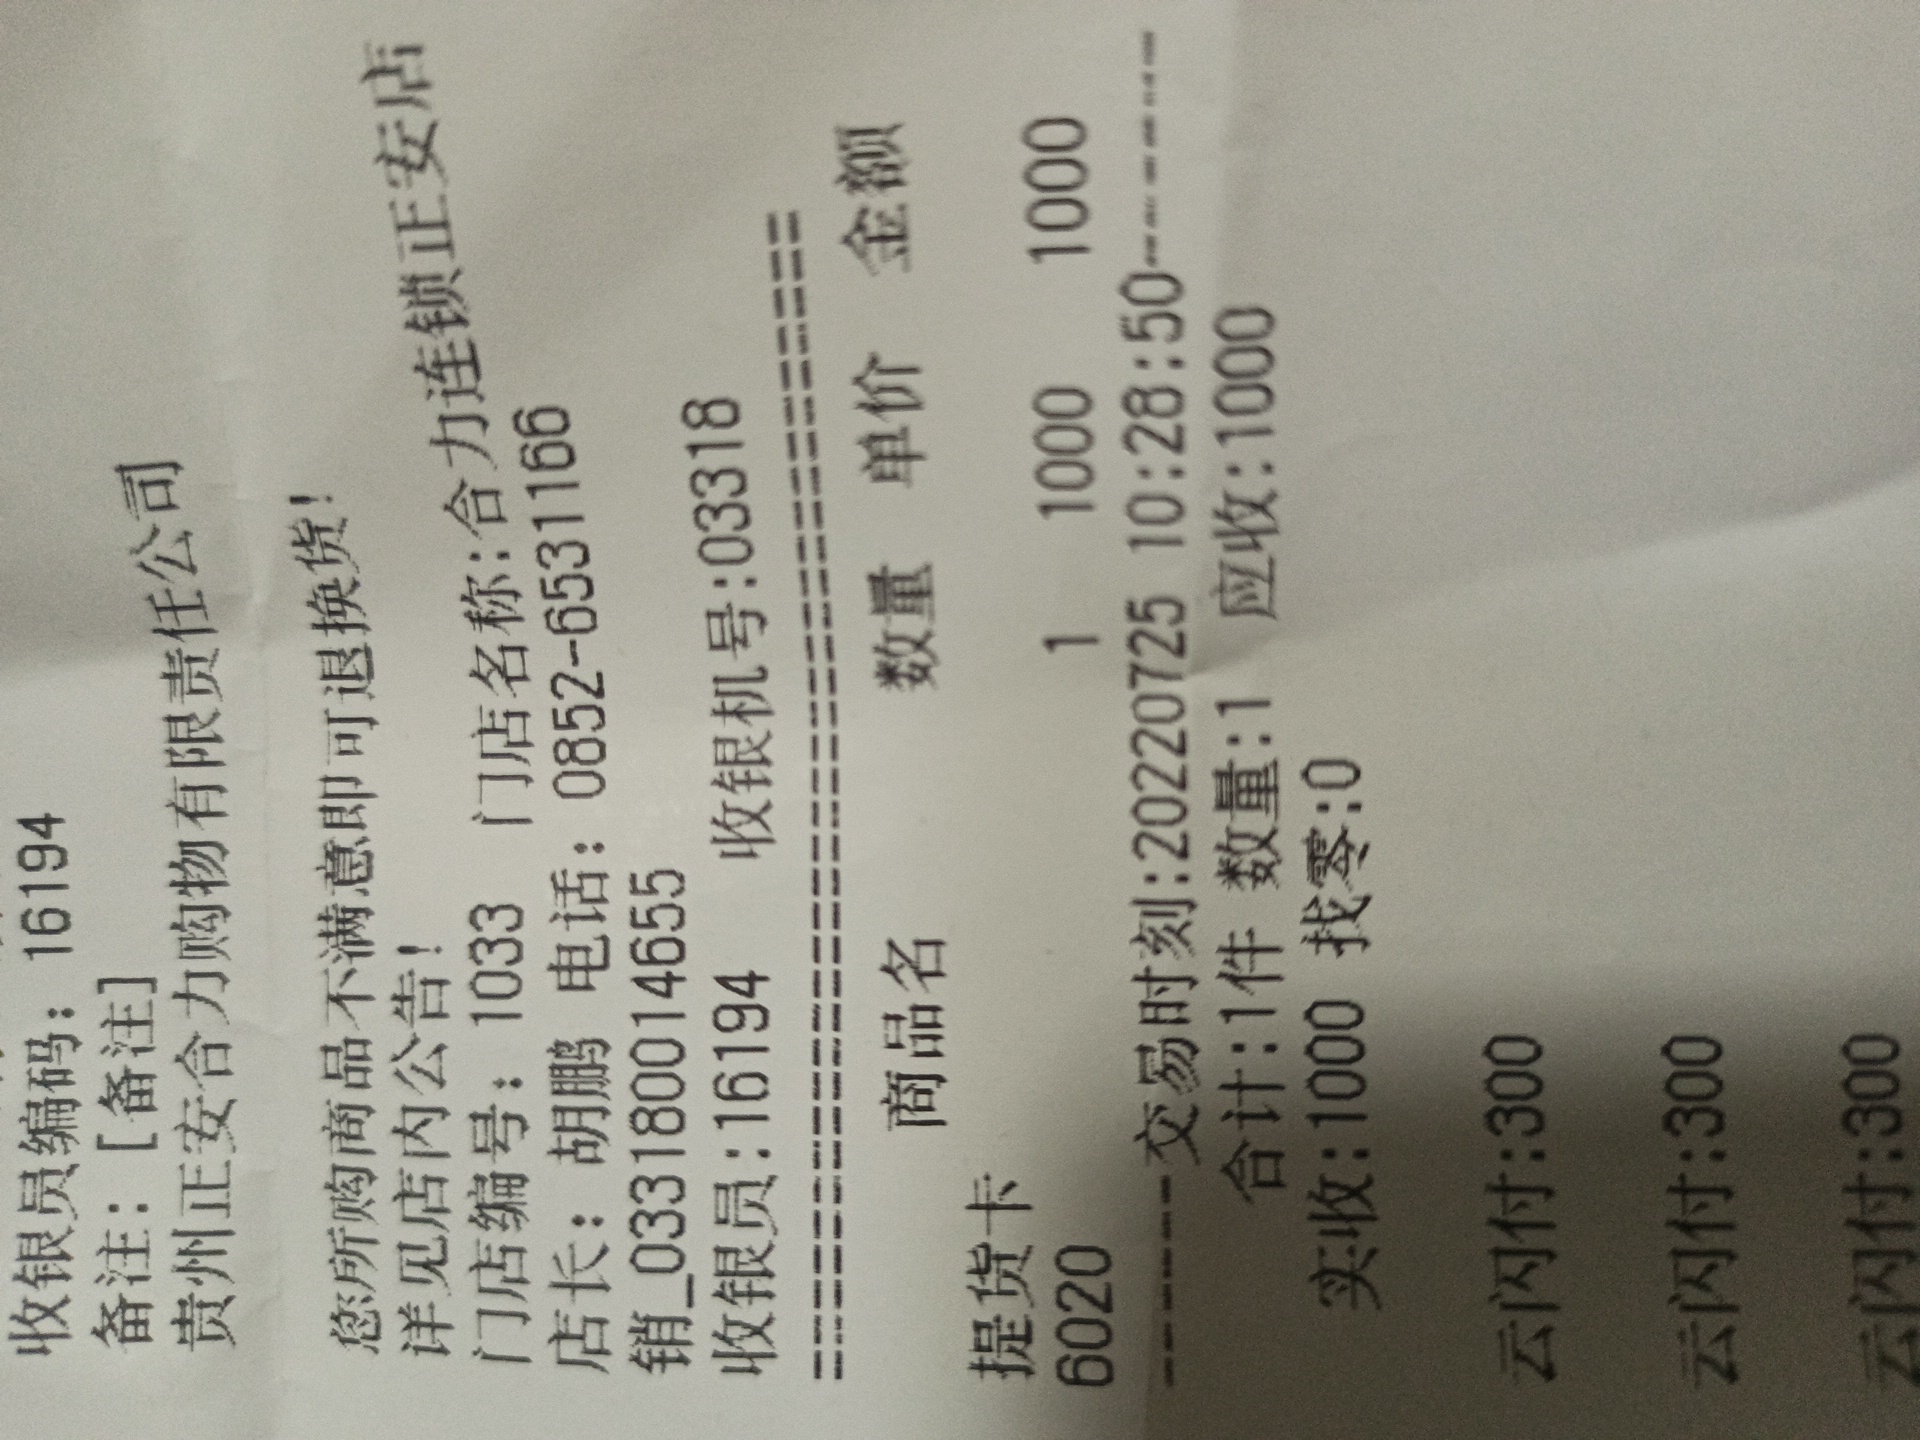 收银员编码: 16194
备注: [备注]
贵州正安合力购物有限责任公司
您所购商品不满意即可退换货!
详见店内公告!
门店编号: 1033 门店名称:合力连锁正安店
店长: 胡鹏 电话: 0852-6531166
销_033180014655
收银员:16194 收银机号:03318
商品名 数量 单价 金额
提货卡
6020 1 1000 1000
交易时刻:20220725 10:28:50
合计:1件 数量:1 应收:1000
实收:1000 找零:0
云闪付:300
云闪付:300
云闪付:300